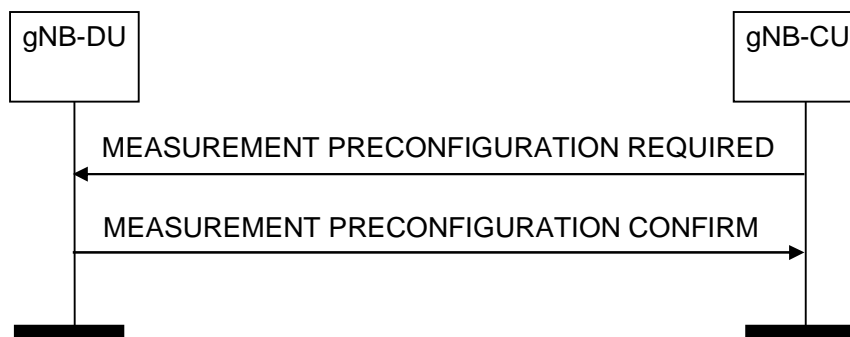 gNB-DU
gNB-CU
MEASUREMENT PRECONFIGURATION REQUIRED
MEASUREMENT PRECONFIGURATION CONFIRM